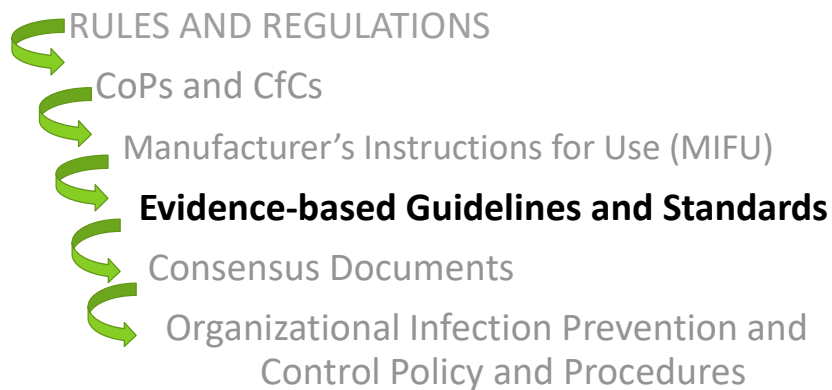 RULES AND REGULATIONS
CoPs and CfCs
Manufacturer’s Instructions for Use (MIFU)
Evidence-based Guidelines and Standards
Consensus Documents
Organizational Infection Prevention and
Control Policy and Procedures